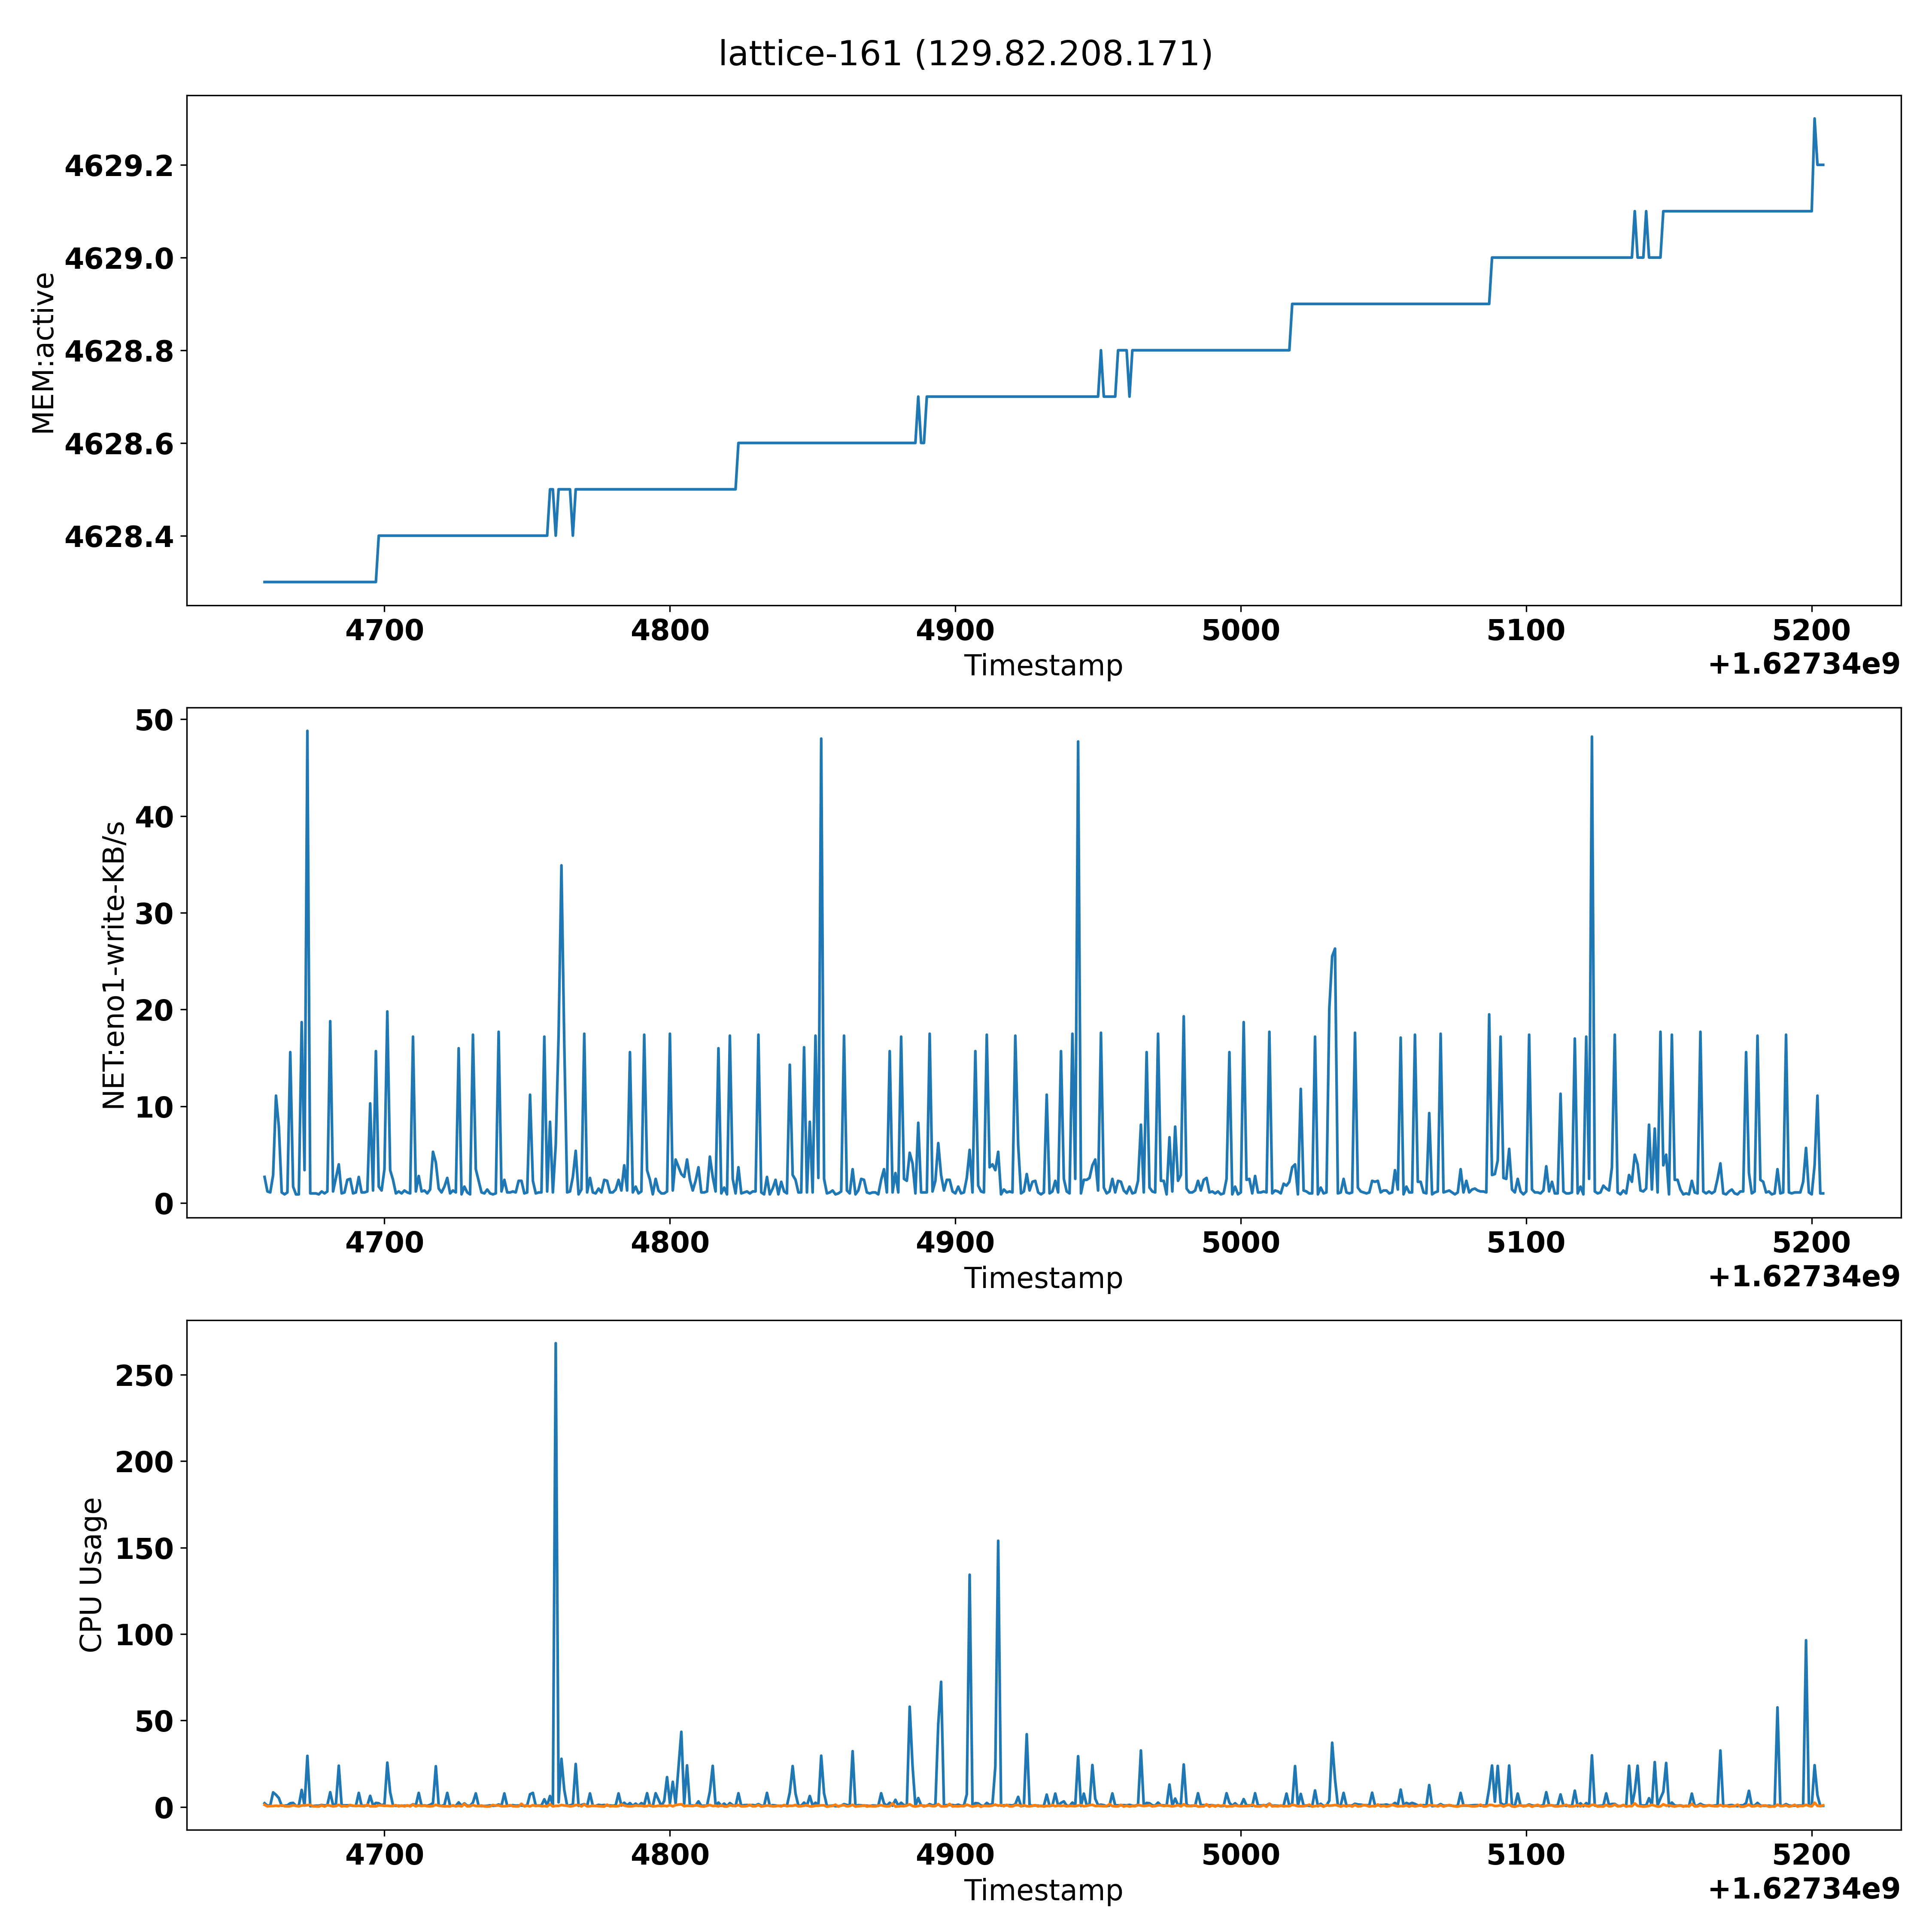 lattice-161 (129.82.208.171)
MEM:active
4629.2
4629.0
4628.8
4628.6
4628.4
4700 4800 4900 5000 5100 5200
Timestamp
+1.62734e9
NET:eno1-write-KB/s
50
40
30
20
10
0
4700 4800 4900 5000 5100 5200
Timestamp
+1.62734e9
CPU Usage
250
200
150
100
50
0
4700 4800 4900 5000 5100 5200
Timestamp
+1.62734e9